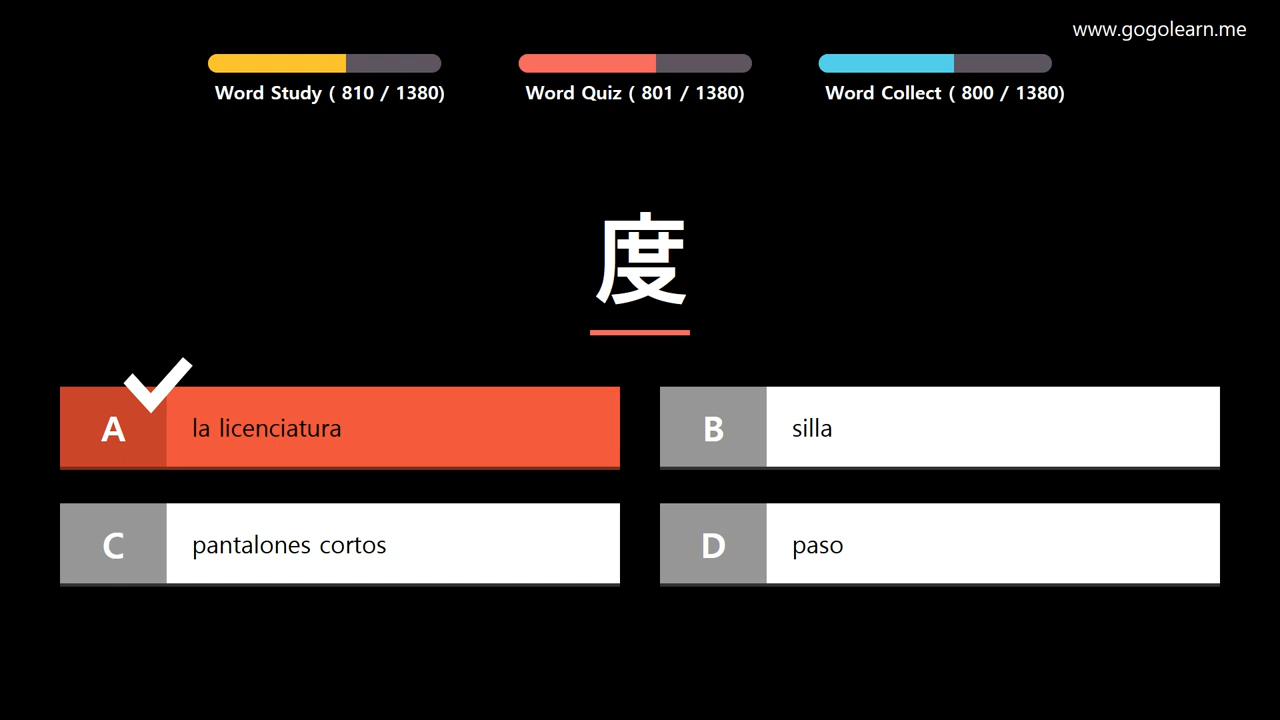 www.gogolearn.me
Word Study ( 810 / 1380)
Word Quiz ( 801 / 1380)
Word Collect ( 800 / 1380)
度
A la licenciatura
B silla
C pantalones cortos
D paso